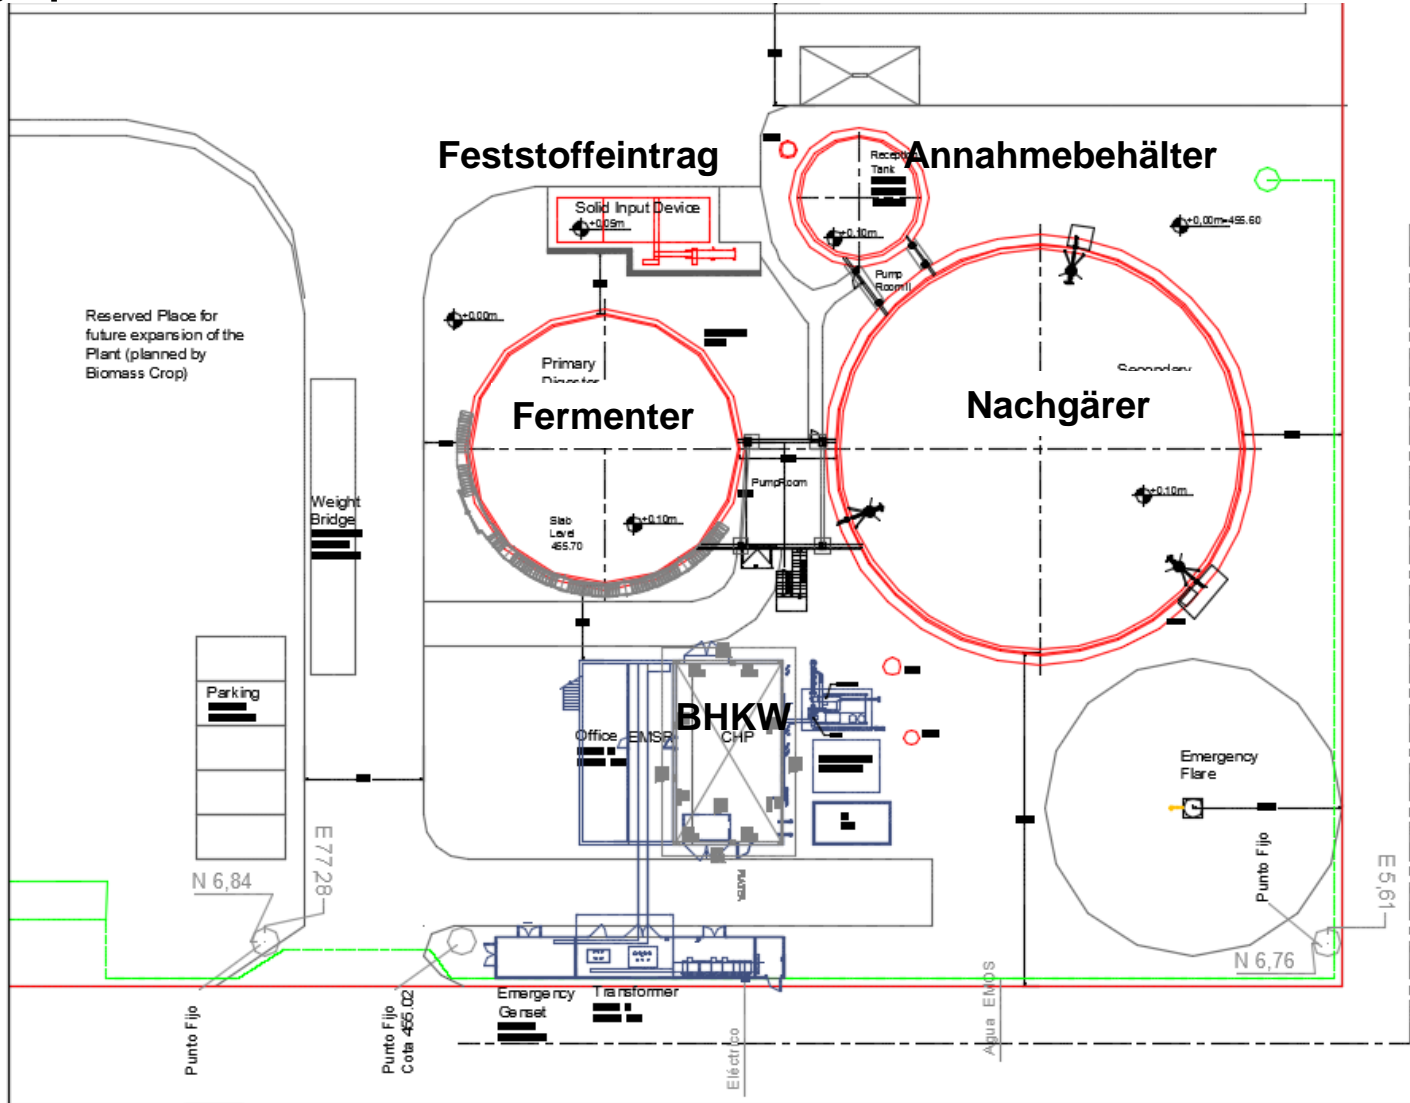 Feststoffeintrag
Annahmebehälter
Reception
Tank
Solid Input Device
+0,05m
+0,10m
+0,00m=455.60
Pump
Room II
+0,00m
Reserved Place for
future expansion of the
Plant (planned by
Biomass Crop)
Primary
Digester
Secondary
Fermenter
Nachgärer
PumpRoom
Weight
Bridge
Slab
Level
455.70
+0,10m
+0.10m
Parking
BHKW
Office
EMSR
CHP
Emergency
Flare
Punto Fijo
N 6,84
E 77,28
E 5,61
N 6,76
Emergency
Genset
Transformer
Punto Fijo
Punto Fijo
Cota 455.02
Eléctrico
Agua EMOS